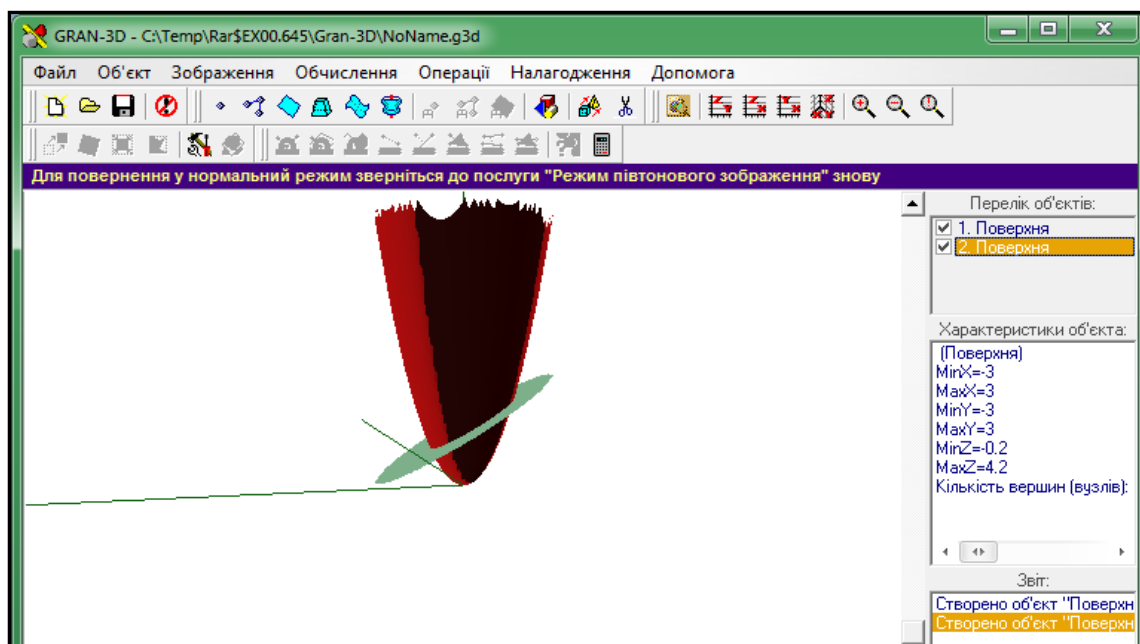 GRAN-3D - C:\Temp\Rar$EX00.645\Gran-3D\NoName.g3d
Файл Об'єкт Зображення Обчислення Операції Налагодження Допомога
Для повернення у нормальний режим зверніться до послуги "Режим півтонового зображення" знову
Перелік об'єктів:
1. Поверхня
2. Поверхня
Характеристики об'єкта:
(Поверхня)
MinX=-3
MaxX=3
MinY=-3
MaxY=3
MinZ=-0.2
MaxZ=4.2
Кількість вершин (вузлів):
Звіт:
Створено об'єкт "Поверхн
Створено об'єкт "Поверхн